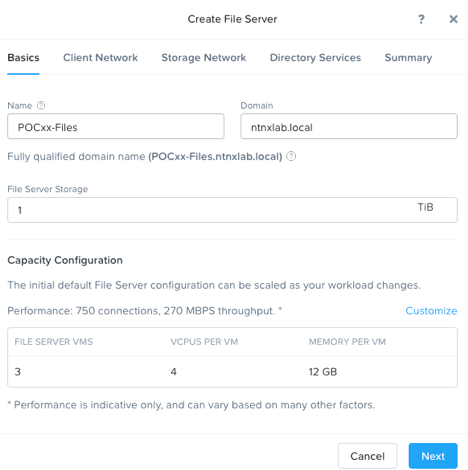 Create File Server
? ×
Basics Client Network Storage Network Directory Services Summary
Name ? Domain
POCxx-Files ntnxlab.local
Fully qualified domain name (POCxx-Files.ntnxlab.local) ?
File Server Storage
1 TiB
Capacity Configuration
The initial default File Server configuration can be scaled as your workload changes.
Performance: 750 connections, 270 MBPS throughput. * Customize
FILE SERVER VMS VCPUS PER VM MEMORY PER VM
3 4 12 GB
* Performance is indicative only, and can vary based on many other factors.
Cancel Next